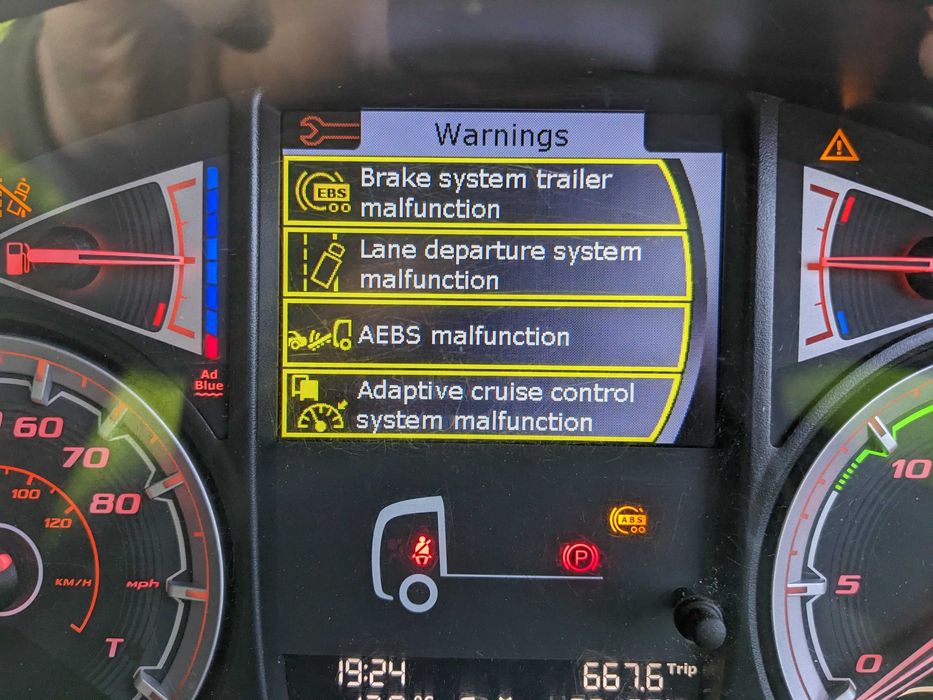 Warnings
EBS
Brake system trailer
malfunction
Lane departure system
malfunction
AEBS malfunction
Adaptive cruise control
system malfunction
Ad
Blue
60
70
80
100
120
KM/H
mph
T
ABS
P
10
5
0
19:24
667.6 Trip